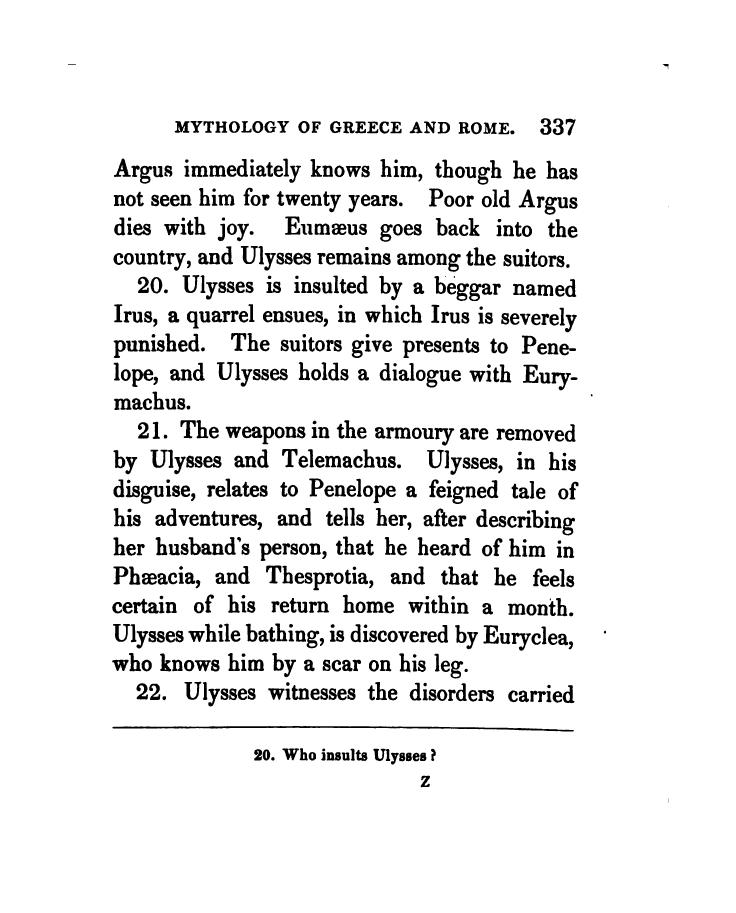 MYTHOLOGY OF GREECE AND ROME. 337
Argus immediately knows him, though he has
not seen him for twenty years. Poor old Argus
dies with joy. Eumæus goes back into the
country, and Ulysses remains among the suitors.
20. Ulysses is insulted by a beggar named
Irus, a quarrel ensues, in which Irus is severely
punished. The suitors give presents to Pene-
lope, and Ulysses holds a dialogue with Eury-
machus.
21. The weapons in the armoury are removed
by Ulysses and Telemachus. Ulysses, in his
disguise, relates to Penelope a feigned tale of
his adventures, and tells her, after describing
her husband's person, that he heard of him in
Phæacia, and Thesprotia, and that he feels
certain of his return home within a month.
Ulysses while bathing, is discovered by Euryclea,
who knows him by a scar on his leg.
22. Ulysses witnesses the disorders carried
20. Who insults Ulysses?
Z